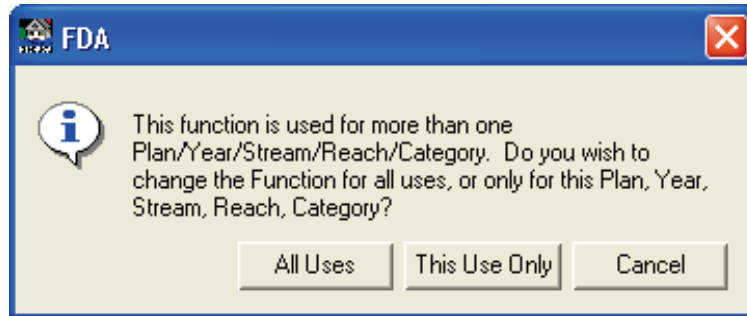 FDA
This function is used for more than one
Plan/Year/Stream/Reach/Category. Do you wish to
change the Function for all uses, or only for this Plan, Year,
Stream, Reach, Category?
All Uses This Use Only Cancel